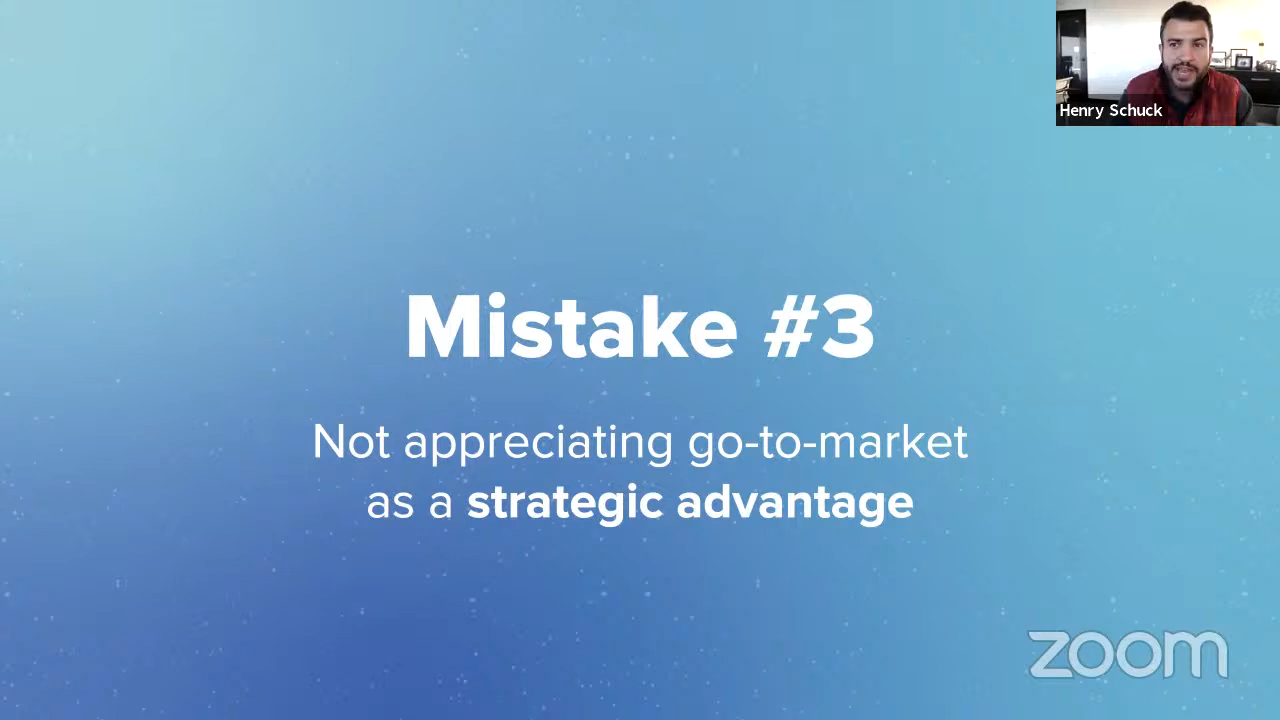 Henry Schuck
Mistake #3
Not appreciating go-to-market
as a strategic advantage
zoom